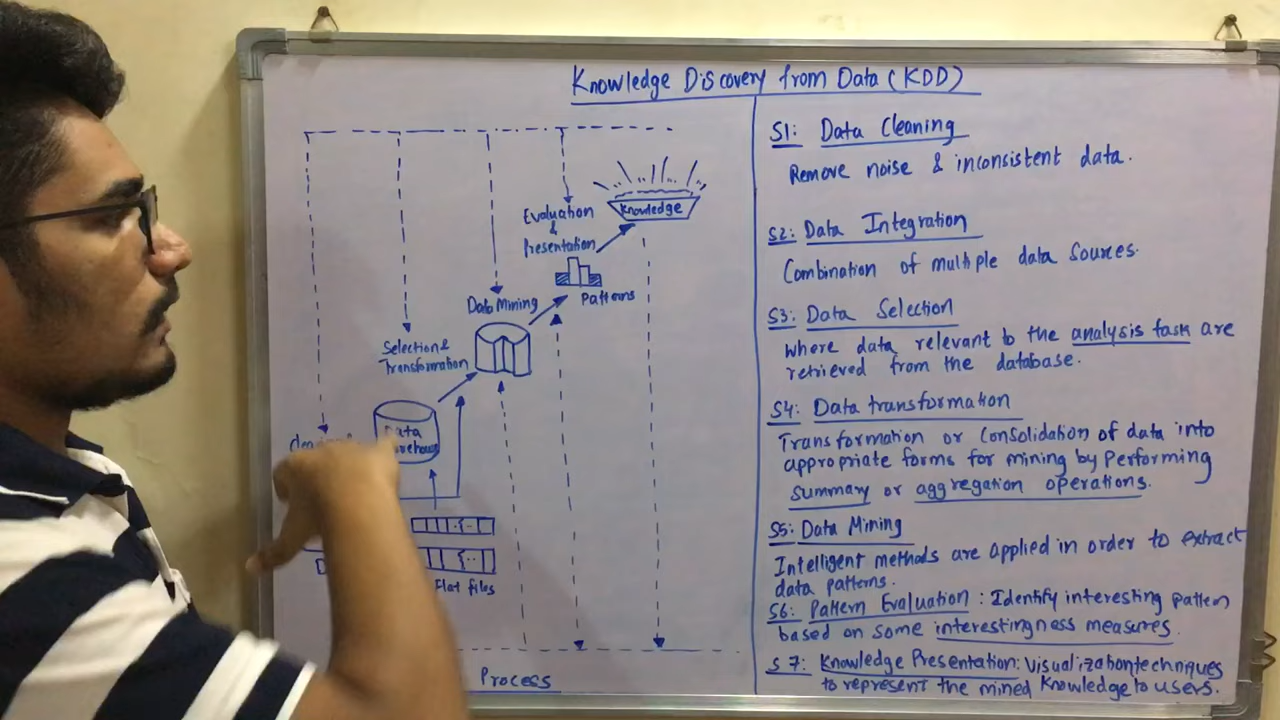 Knowledge Discovery from Data (KDD)
Knowledge
Evaluation
&
Presentation
Patterns
Data Mining
Selection &
Transformation
Data
Flat files
Process
S1: Data Cleaning
Remove noise & inconsistent data.
S2: Data Integration
Combination of multiple data sources.
S3: Data Selection
where data relevant to the analysis task are
retrieved from the database.
S4: Data transformation
Transformation or Consolidation of data into
appropriate forms for mining by performing
summary or aggregation operations.
S5: Data Mining
Intelligent methods are applied in order to extract
data patterns.
S6: Pattern Evaluation: Identify interesting pattern
based on some interestingness measures.
S7: Knowledge Presentation: Visualization techniques
to represent the mined knowledge to users.